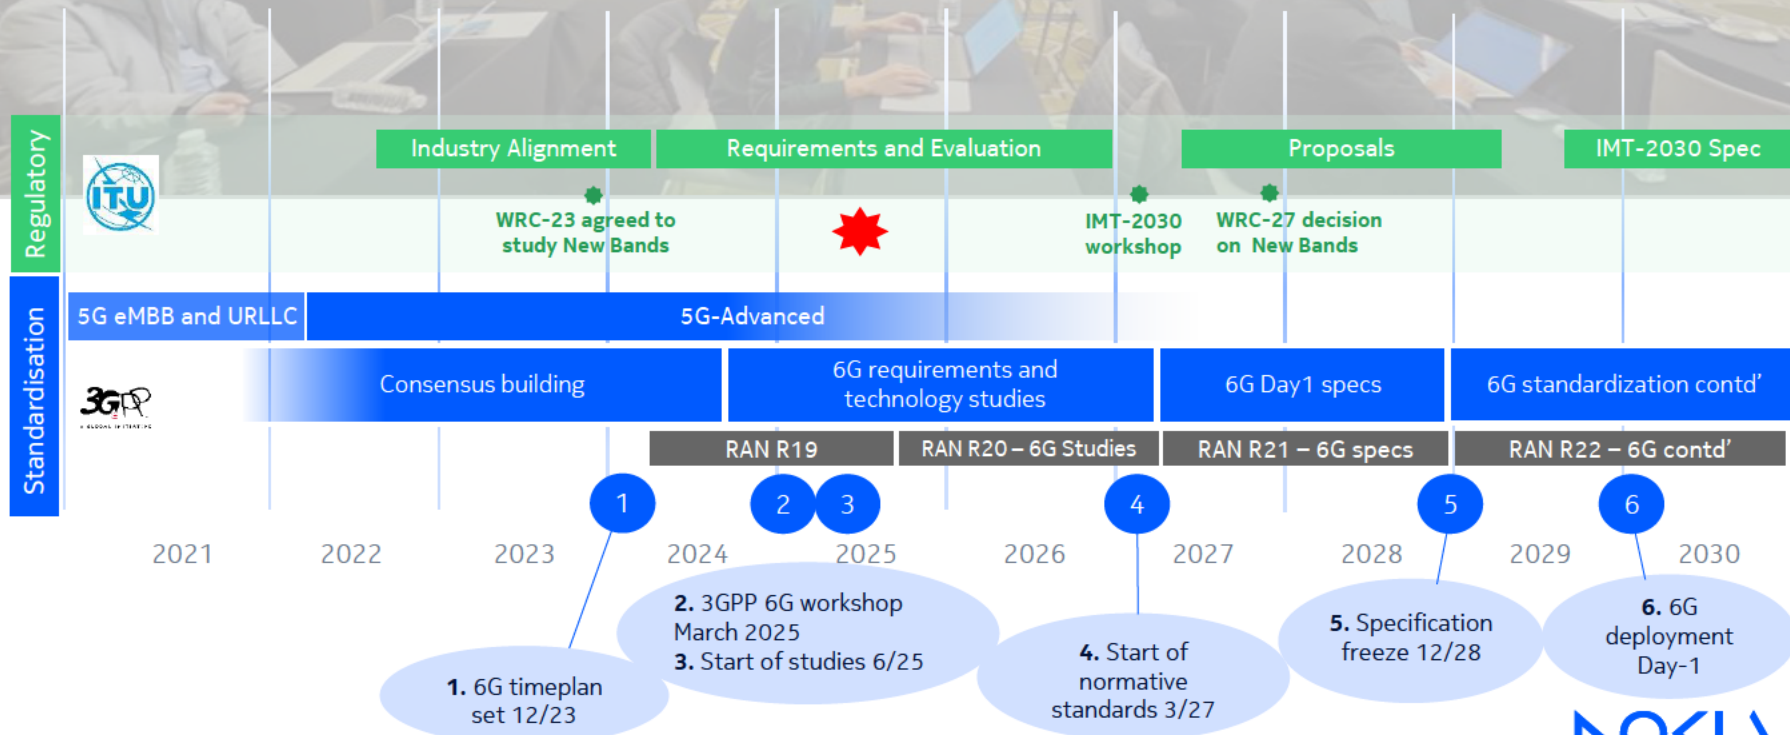 Regulatory
Industry Alignment
Requirements and Evaluation
Proposals
IMT-2030 Spec
ITU
WRC-23 agreed to
study New Bands
IMT-2030
workshop
WRC-27 decision
on New Bands
Standardisation
5G eMBB and URLLC
5G-Advanced
3GPP
A GLOBAL INITIATIVE
Consensus building
6G requirements and
technology studies
6G Day1 specs
6G standardization contd’
RAN R19
RAN R20 – 6G Studies
RAN R21 – 6G specs
RAN R22 – 6G contd’
1
2
3
4
5
6
2021
2022
2023
2024
2025
2026
2027
2028
2029
2030
1. 6G timeplan
set 12/23
2. 3GPP 6G workshop
March 2025
3. Start of studies 6/25
4. Start of
normative
standards 3/27
5. Specification
freeze 12/28
6. 6G
deployment
Day-1
NOKIA